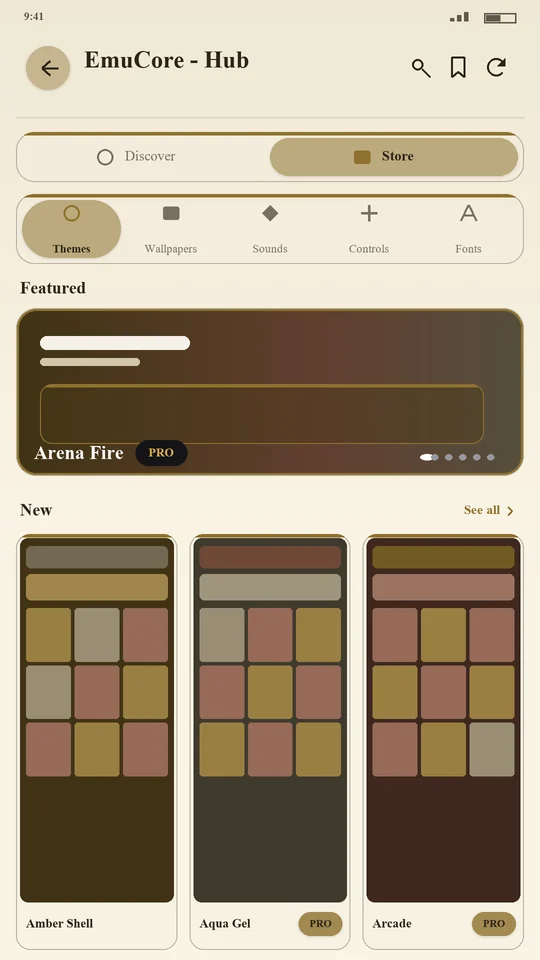 9:41
EmuCore - Hub
Discover
Store
Themes
Wallpapers
Sounds
Controls
Fonts
Featured
Arena Fire
PRO
New
See all
Amber Shell
Aqua Gel
PRO
Arcade
PRO